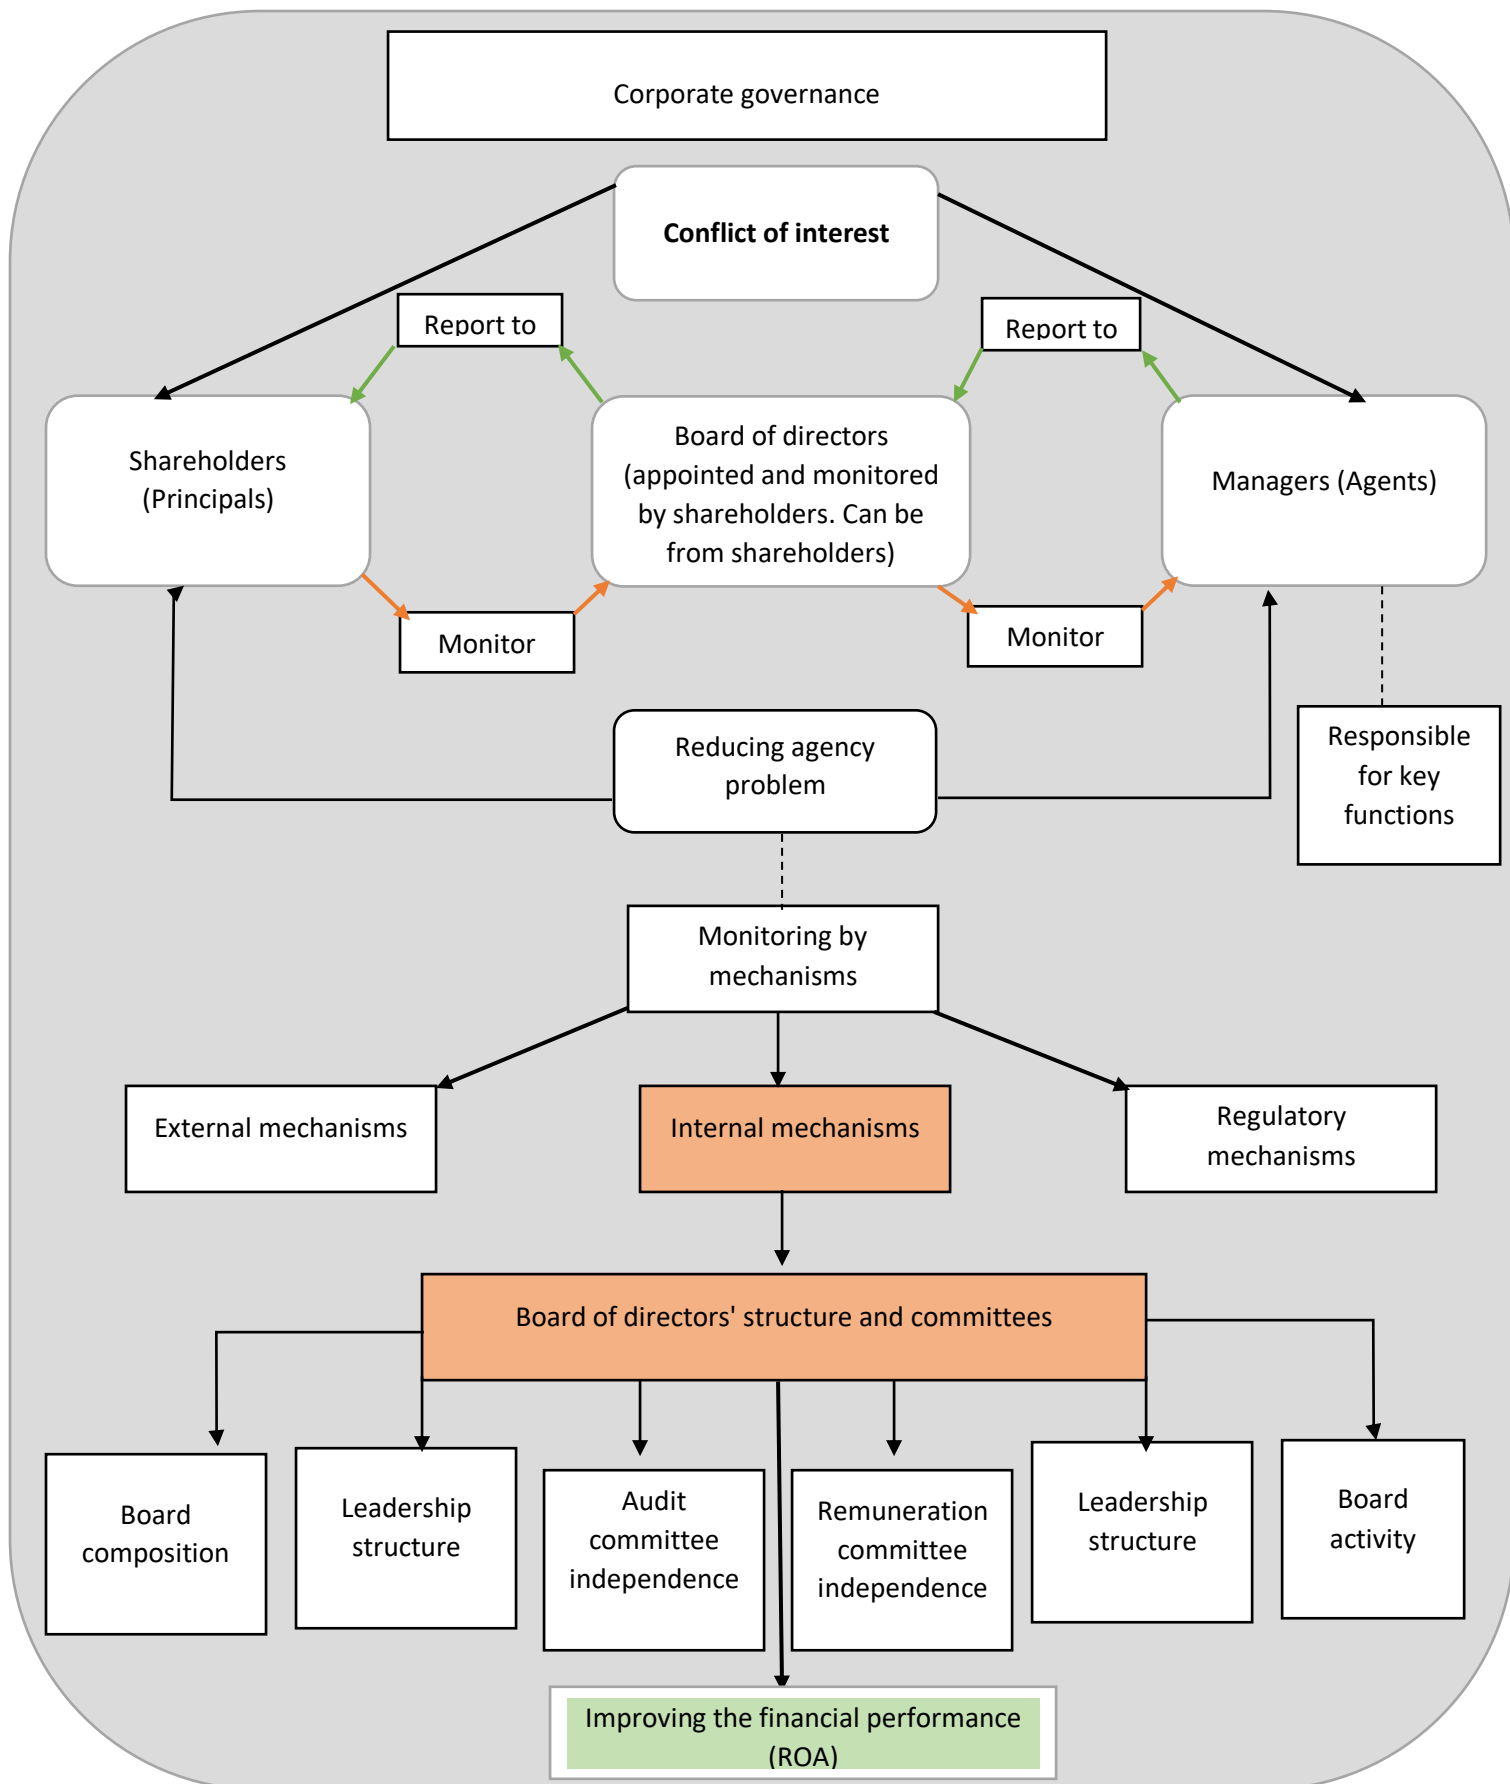 Corporate governance
Conflict of interest
Report to
Report to
Shareholders
(Principals)
Board of directors
(appointed and monitored
by shareholders. Can be
from shareholders)
Managers (Agents)
Monitor
Monitor
Reducing agency
problem
Responsible
for key
functions
Monitoring by
mechanisms
External mechanisms
Internal mechanisms
Regulatory
mechanisms
Board of directors' structure and committees
Board
composition
Leadership
structure
Audit
committee
independence
Remuneration
committee
independence
Leadership
structure
Board
activity
Improving the financial performance
(ROA)